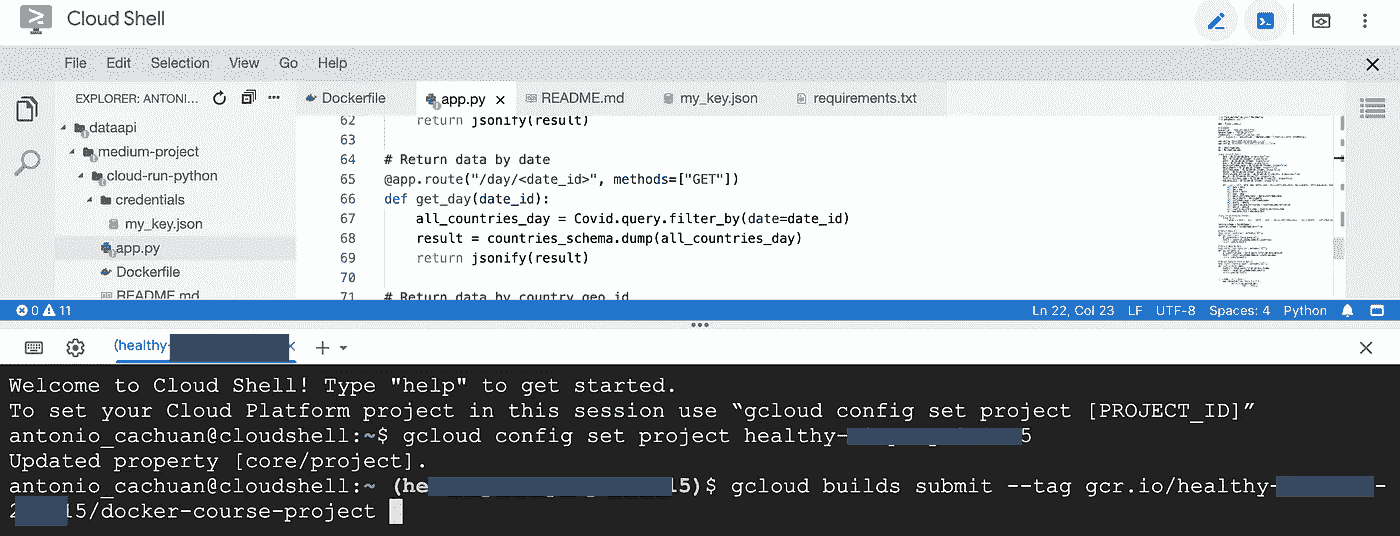 Cloud Shell
File Edit Selection View Go Help
EXPLORER: ANTONI... Dockerfile app.py README.md my_key.json requirements.txt
dataapi
medium-project
cloud-run-python
credentials
my_key.json
app.py
Dockerfile
README.md
62 return jsonify(result)
63
64 # Return data by date
65 @app.route("/day/<date_id>", methods=["GET"])
66 def get_day(date_id):
67 all_countries_day = Covid.query.filter_by(date=date_id)
68 result = countries_schema.dump(all_countries_day)
69 return jsonify(result)
70
71 # Return data by country geo id
0 11 Ln 22, Col 23 LF UTF-8 Spaces: 4 Python
(healthy-
Welcome to Cloud Shell! Type "help" to get started.
To set your Cloud Platform project in this session use “gcloud config set project [PROJECT_ID]”
antonio_cachuan@cloudshell:~$ gcloud config set project healthy- 5
Updated property [core/project].
antonio_cachuan@cloudshell:~ (he 15)$ gcloud builds submit --tag gcr.io/healthy- -
2 15/docker-course-project